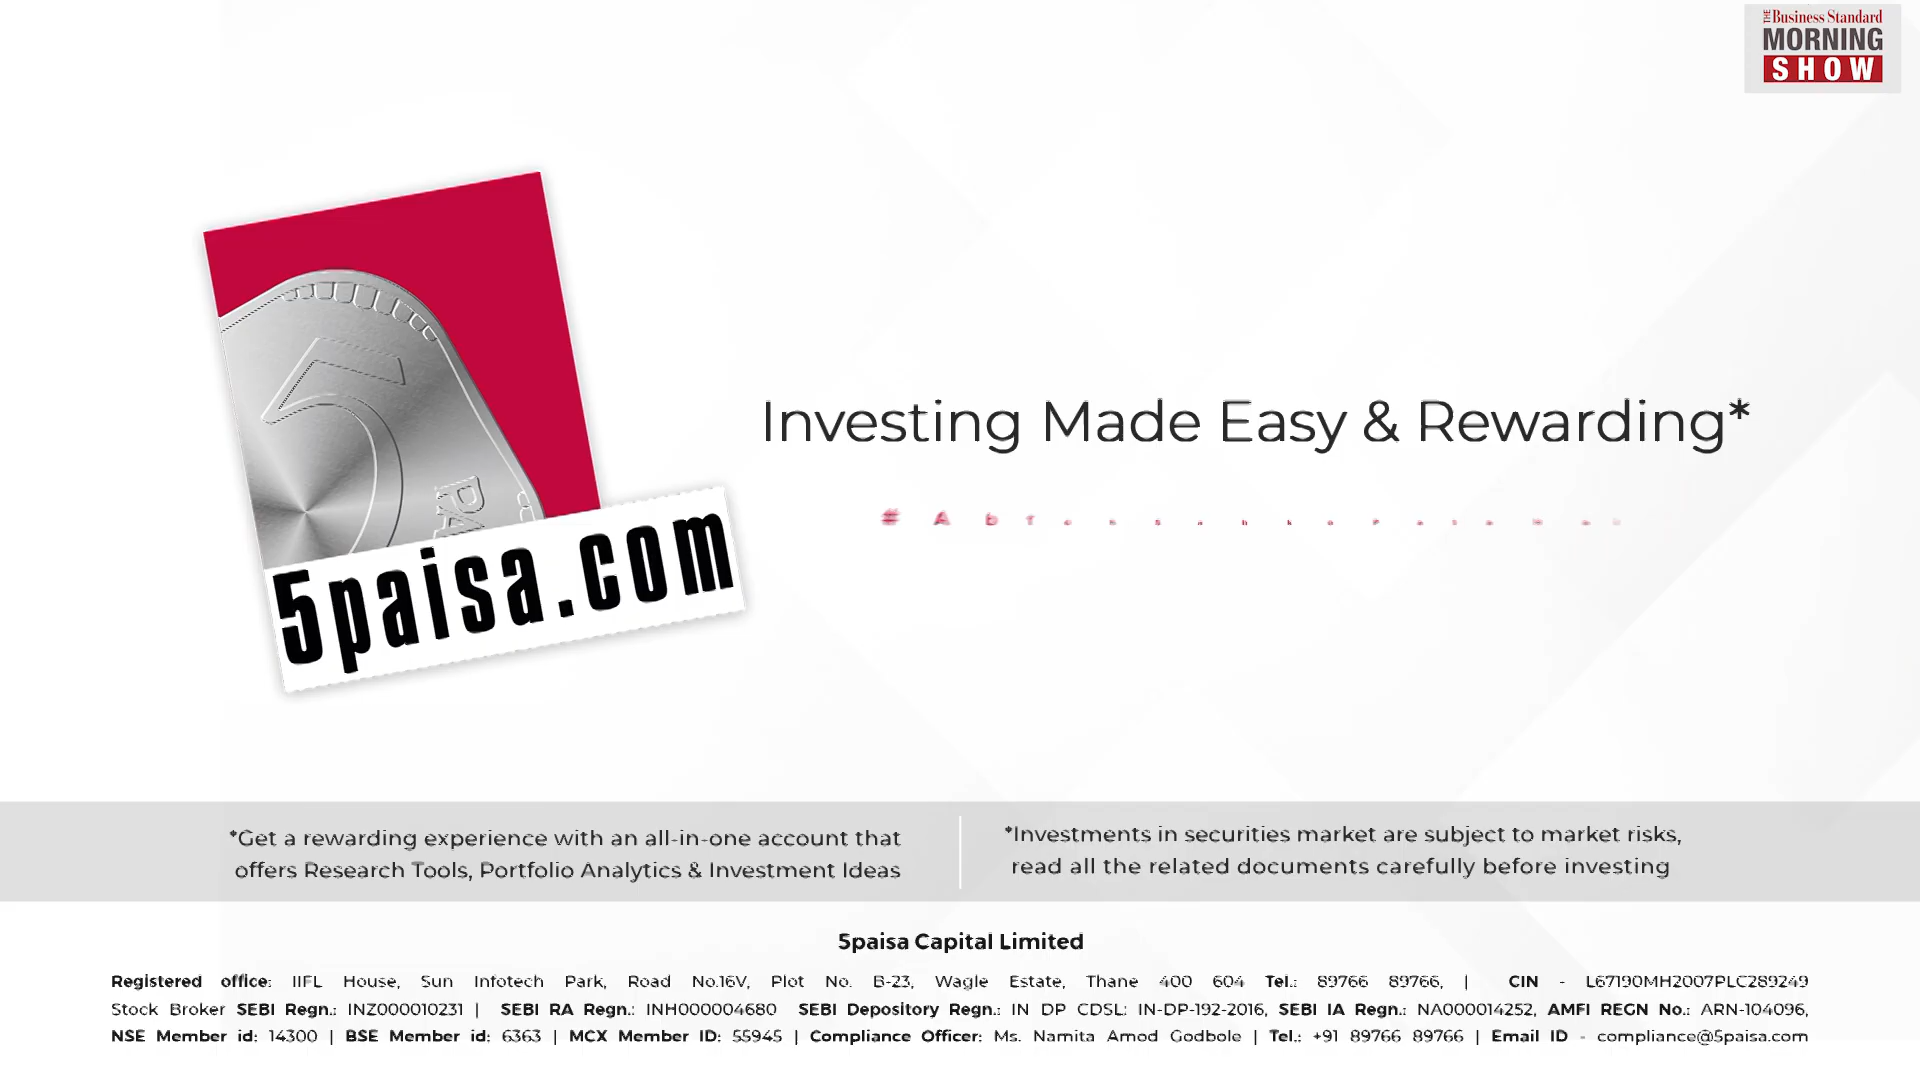 THE Business Standard
MORNING
SHOW
5
PA
5paisa.com
Investing Made Easy & Rewarding*
*Get a rewarding experience with an all-in-one account that
offers Research Tools, Portfolio Analytics & Investment Ideas
*Investments in securities market are subject to market risks,
read all the related documents carefully before investing
5paisa Capital Limited
Registered office: IIFL House, Sun Infotech Park, Road No.16V, Plot No. B-23, Wagle Estate, Thane 400 604 Tel.: 89766 89766, | CIN - L67190MH2007PLC289249
Stock Broker SEBI Regn.: INZ000010231 | SEBI RA Regn.: INH000004680 SEBI Depository Regn.: IN DP CDSL: IN-DP-192-2016, SEBI IA Regn.: NA000014252, AMFI REGN No.: ARN-104096,
NSE Member id: 14300 | BSE Member id: 6363 | MCX Member ID: 55945 | Compliance Officer: Ms. Namita Amod Godbole | Tel.: +91 89766 89766 | Email ID - compliance@5paisa.com